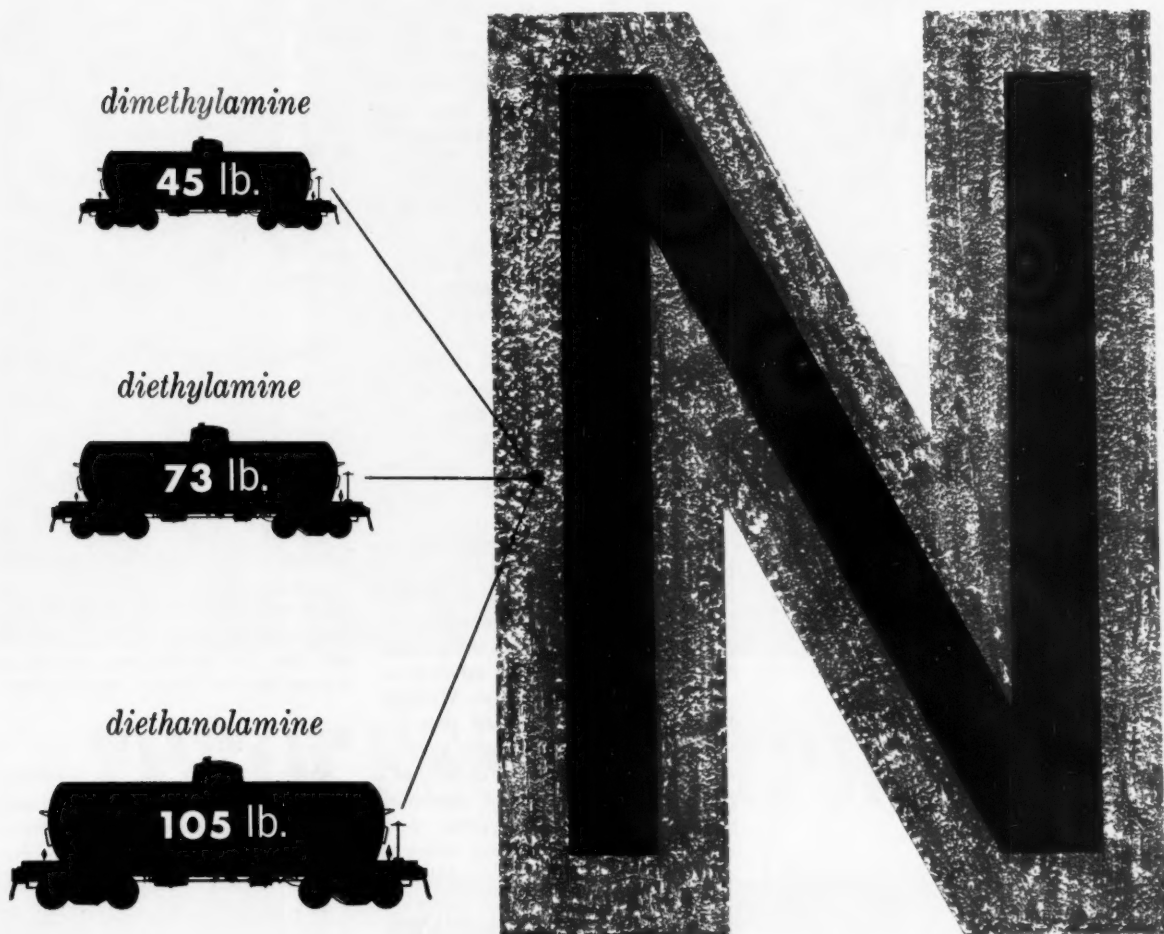 dimethylamine
45 lb.
diethylamine
73 lb.
diethanolamine
105 lb.
N